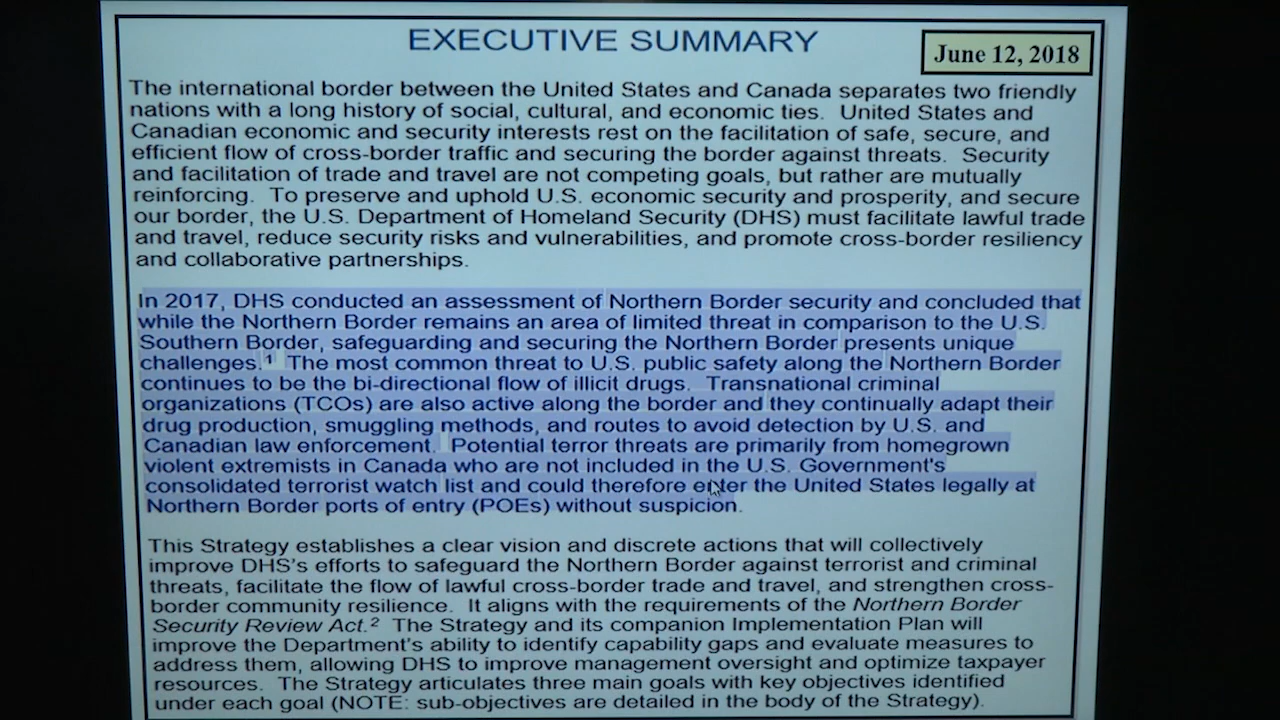 EXECUTIVE SUMMARY
June 12, 2018
The international border between the United States and Canada separates two friendly
nations with a long history of social, cultural, and economic ties.  United States and
Canadian economic and security interests rest on the facilitation of safe, secure, and
efficient flow of cross-border traffic and securing the border against threats.  Security
and facilitation of trade and travel are not competing goals, but rather are mutually
reinforcing.  To preserve and uphold U.S. economic security and prosperity, and secure
our border, the U.S. Department of Homeland Security (DHS) must facilitate lawful trade
and travel, reduce security risks and vulnerabilities, and promote cross-border resiliency
and collaborative partnerships.
In 2017, DHS conducted an assessment of Northern Border security and concluded that
while the Northern Border remains an area of limited threat in comparison to the U.S.
Southern Border, safeguarding and securing the Northern Border presents unique
challenges.¹  The most common threat to U.S. public safety along the Northern Border
continues to be the bi-directional flow of illicit drugs.  Transnational criminal
organizations (TCOs) are also active along the border and they continually adapt their
drug production, smuggling methods, and routes to avoid detection by U.S. and
Canadian law enforcement.  Potential terror threats are primarily from homegrown
violent extremists in Canada who are not included in the U.S. Government's
consolidated terrorist watch list and could therefore enter the United States legally at
Northern Border ports of entry (POEs) without suspicion.
This Strategy establishes a clear vision and discrete actions that will collectively
improve DHS's efforts to safeguard the Northern Border against terrorist and criminal
threats, facilitate the flow of lawful cross-border trade and travel, and strengthen cross-
border community resilience.  It aligns with the requirements of the Northern Border
Security Review Act.²  The Strategy and its companion Implementation Plan will
improve the Department's ability to identify capability gaps and evaluate measures to
address them, allowing DHS to improve management oversight and optimize taxpayer
resources.  The Strategy articulates three main goals with key objectives identified
under each goal (NOTE: sub-objectives are detailed in the body of the Strategy).